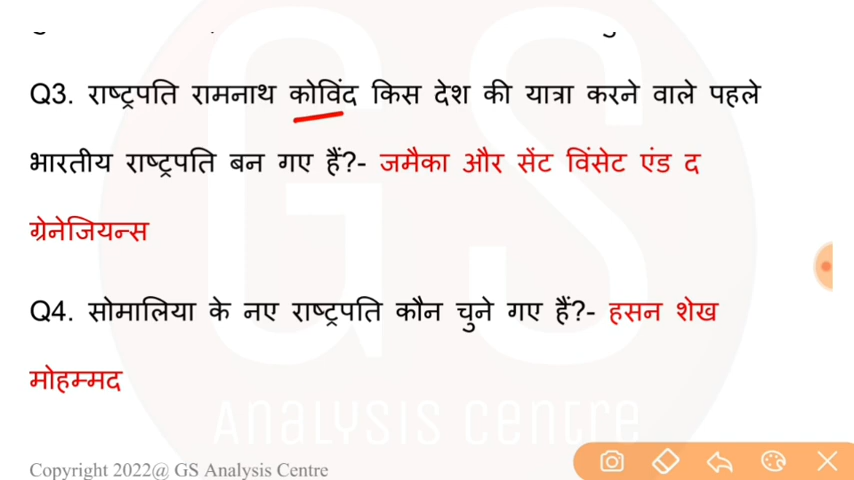 Q3. राष्ट्रपति रामनाथ कोविंद किस देश की यात्रा करने वाले पहले
भारतीय राष्ट्रपति बन गए हैं?- जमैका और सेंट विंसेट एंड द
ग्रेनेजियन्स
Q4. सोमालिया के नए राष्ट्रपति कौन चुने गए हैं?- हसन शेख
मोहम्मद
GS
Analysis Centre
Copyright 2022@ GS Analysis Centre